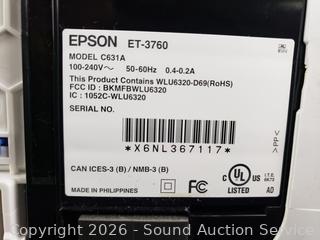 EPSON ET-3760
MODEL C631A
100-240V~ 50-60Hz 0.4-0.2A
This Product Contains WLU6320-D69(RoHS)
FCC ID : BKMFBWLU6320
IC : 1052C-WLU6320
SERIAL NO.
*X6NL367117*
>PP<
CAN ICES-3 (B) / NMB-3 (B)
MADE IN PHILIPPINES
FC
C UL US
LISTED
I.T.E.
AD
Copyright 2026 - Sound Auction Service